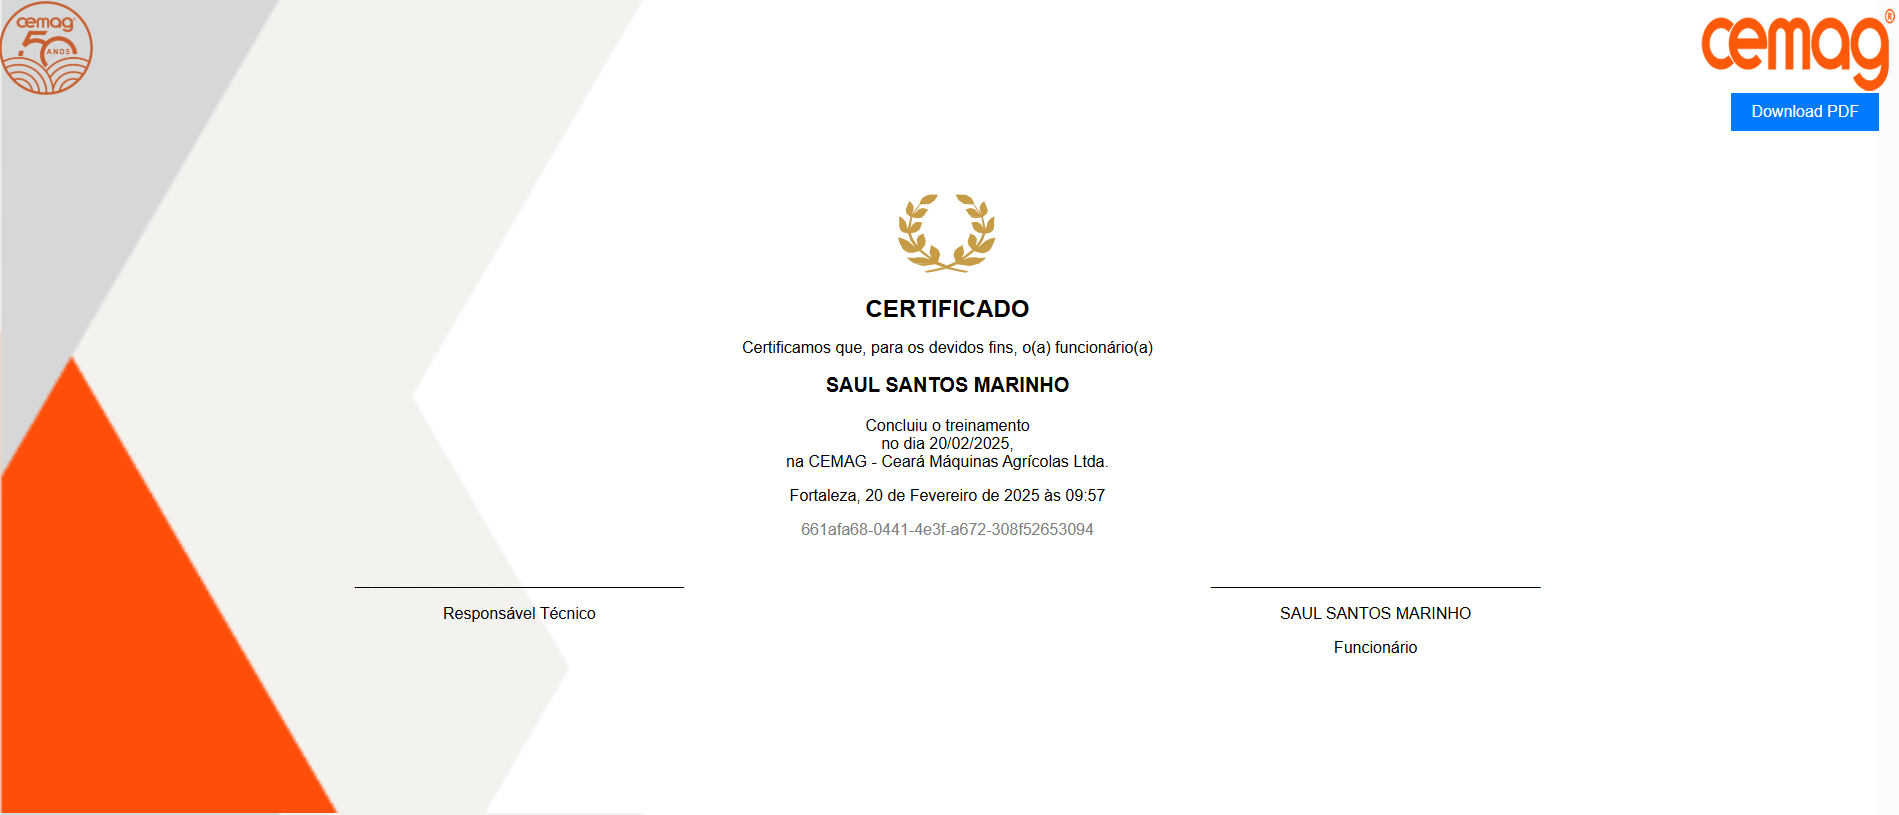 cemag
50
ANOS
cemag®
Download PDF
CERTIFICADO
Certificamos que, para os devidos fins, o(a) funcionário(a)
SAUL SANTOS MARINHO
Concluiu o treinamento
no dia 20/02/2025,
na CEMAG - Ceará Máquinas Agrícolas Ltda.
Fortaleza, 20 de Fevereiro de 2025 às 09:57
661afa68-0441-4e3f-a672-308f52653094
Responsável Técnico
SAUL SANTOS MARINHO
Funcionário